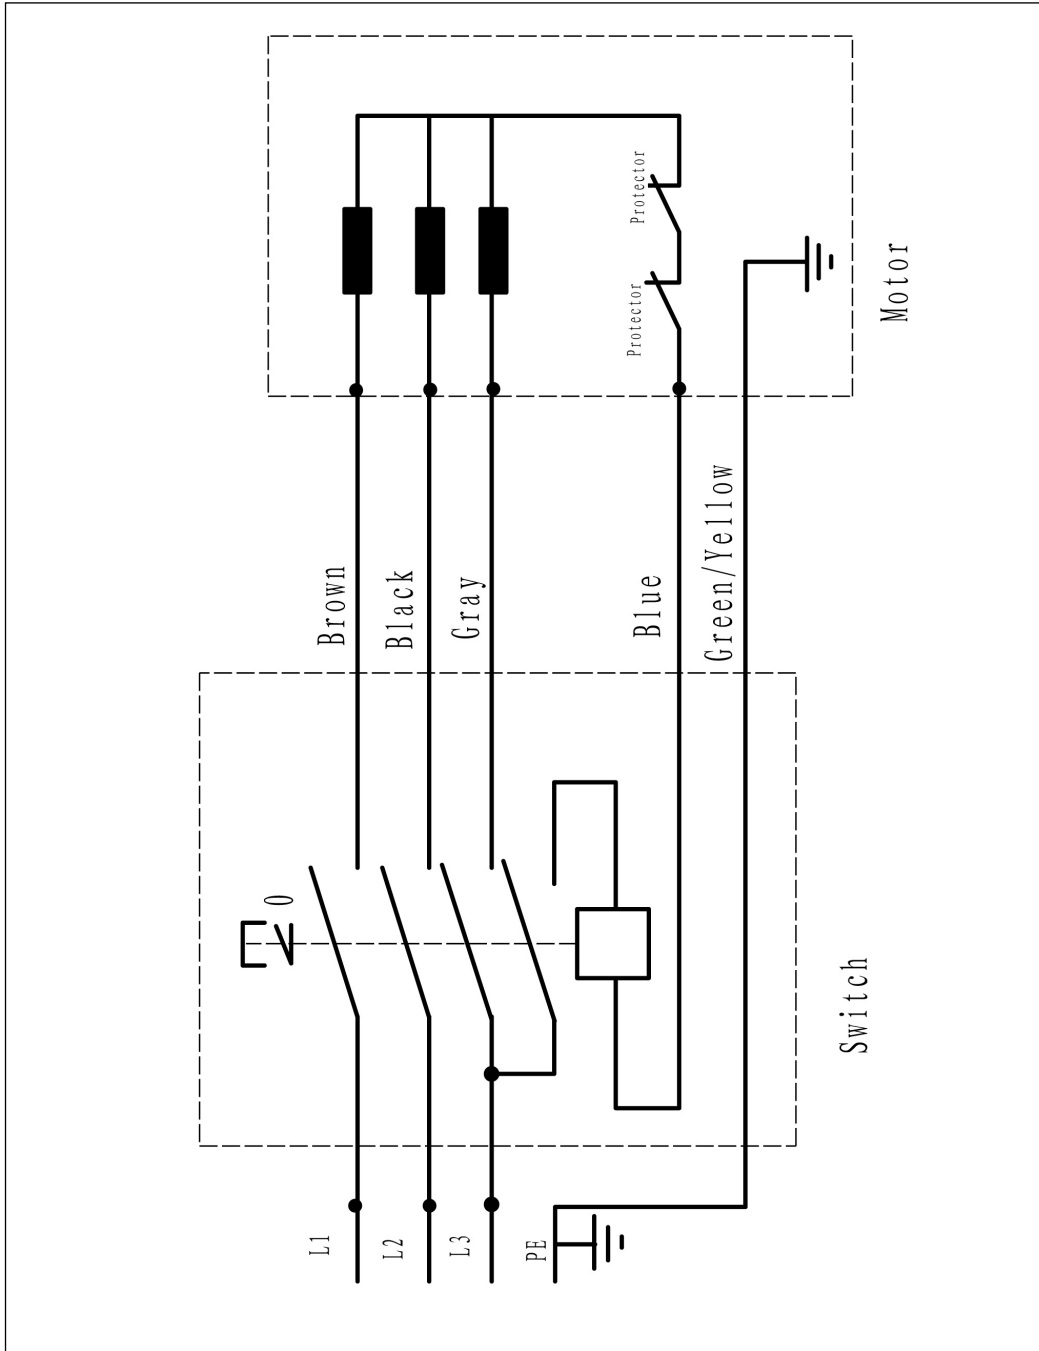 Protector
Protector
Motor
Brown
Black
Gray
Blue
Green/Yellow
0
Switch
L1
L2
L3
PE